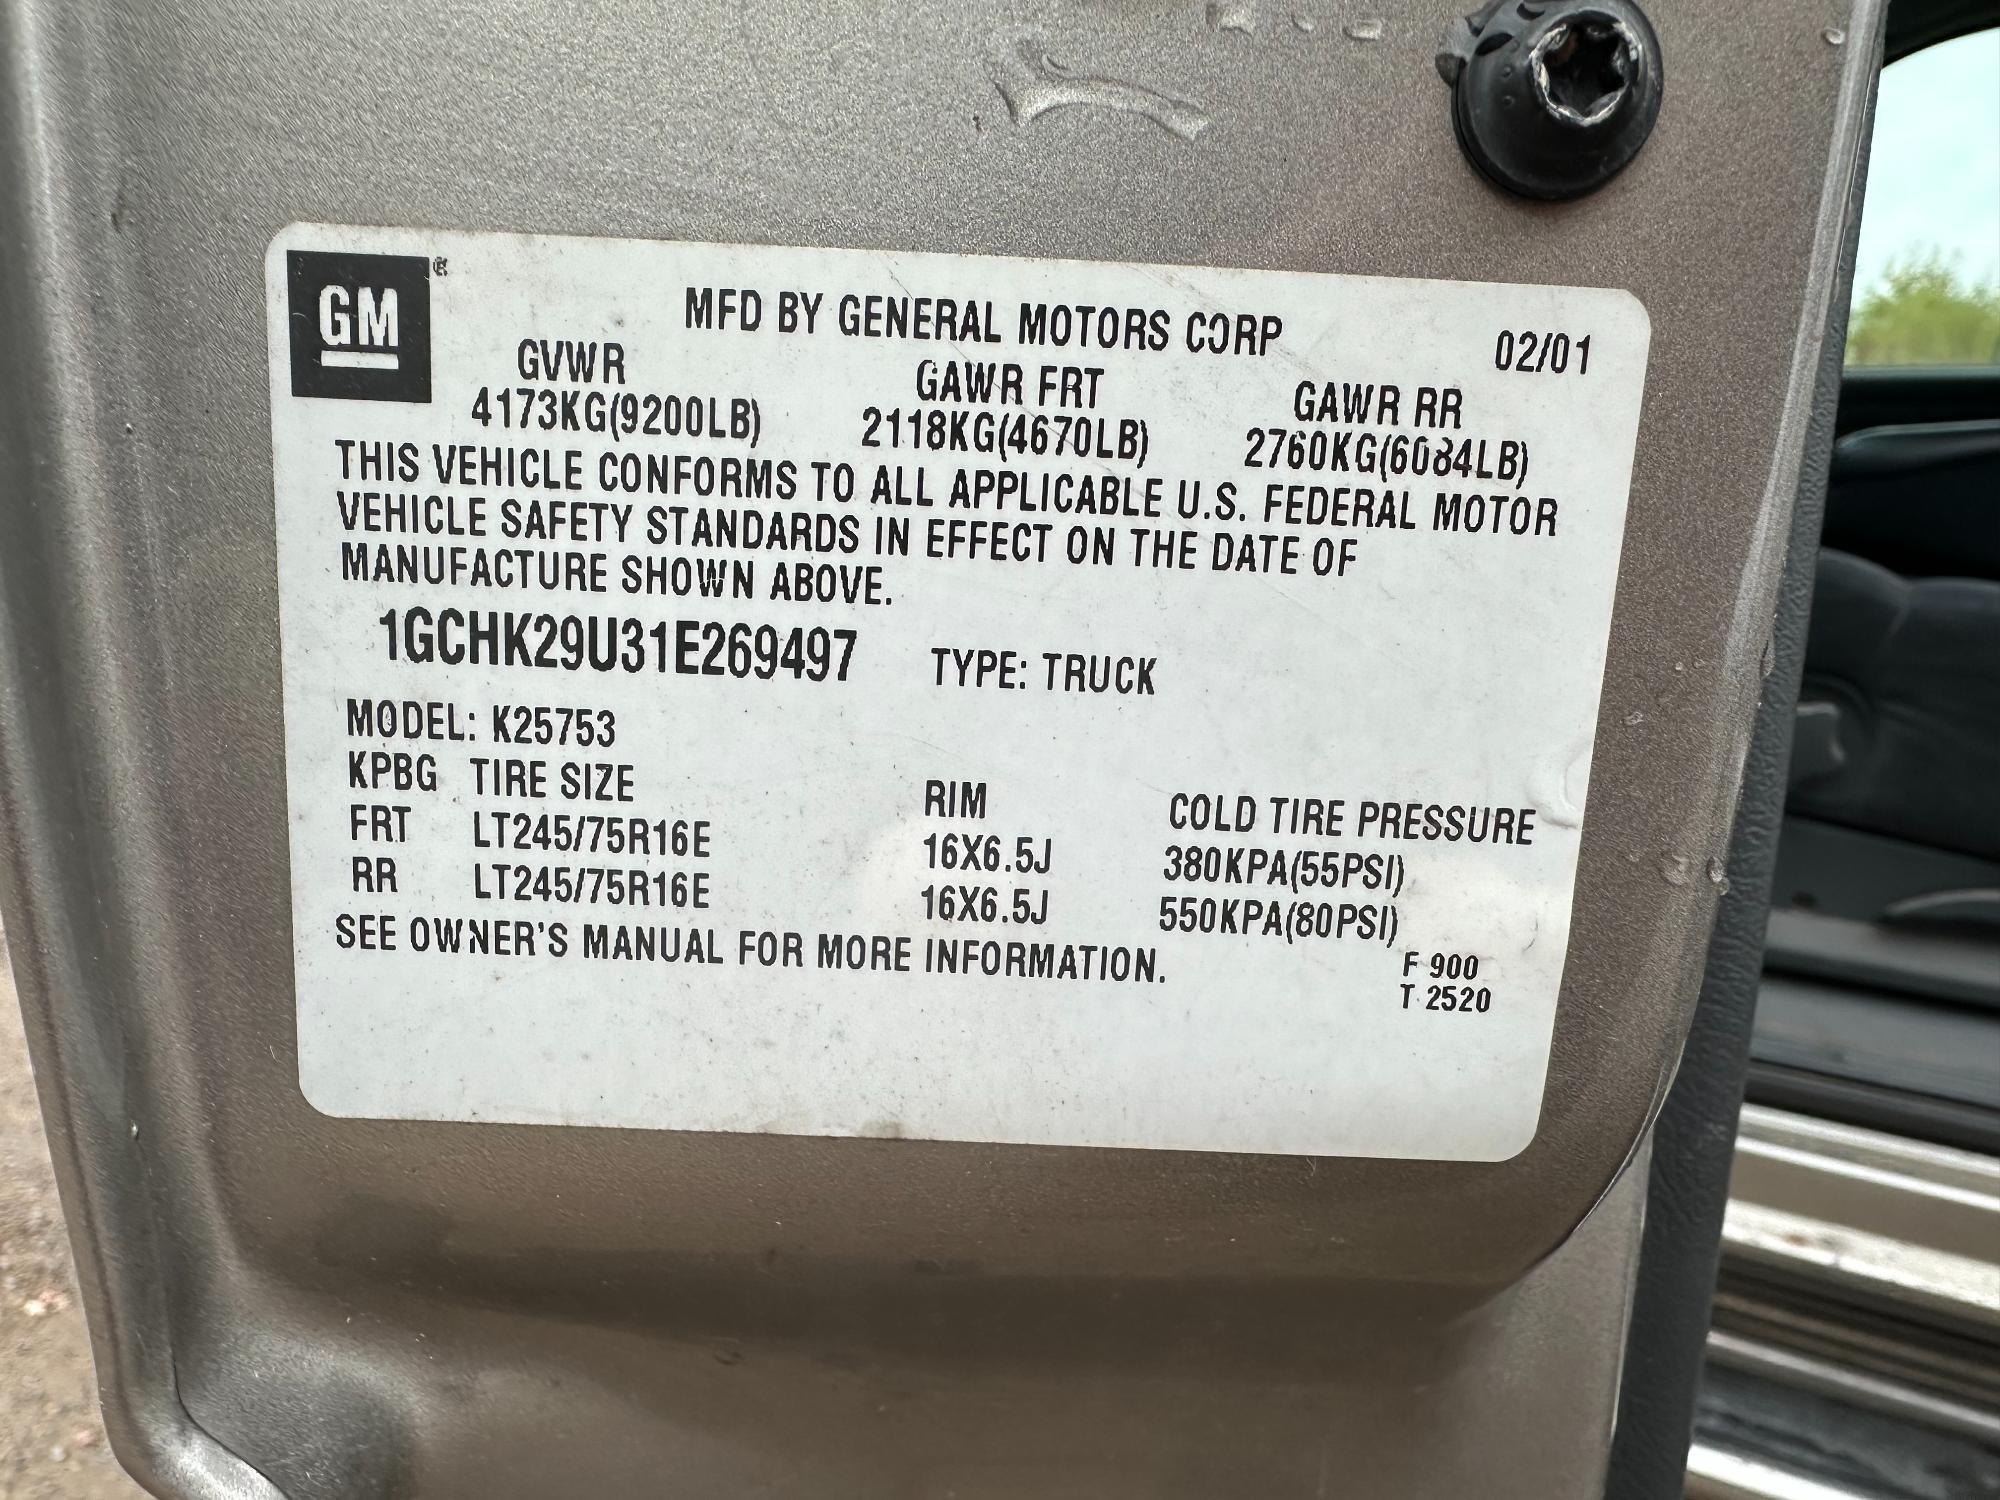 GM®
MFD BY GENERAL MOTORS CORP 02/01
GVWR GAWR FRT GAWR RR
4173KG(9200LB) 2118KG(4670LB) 2760KG(6084LB)
THIS VEHICLE CONFORMS TO ALL APPLICABLE U.S. FEDERAL MOTOR
VEHICLE SAFETY STANDARDS IN EFFECT ON THE DATE OF
MANUFACTURE SHOWN ABOVE.
1GCHK29U31E269497 TYPE: TRUCK
MODEL: K25753
KPBG TIRE SIZE RIM COLD TIRE PRESSURE
FRT LT245/75R16E 16X6.5J 380KPA(55PSI)
RR LT245/75R16E 16X6.5J 550KPA(80PSI)
SEE OWNER'S MANUAL FOR MORE INFORMATION.
F 900
T 2520